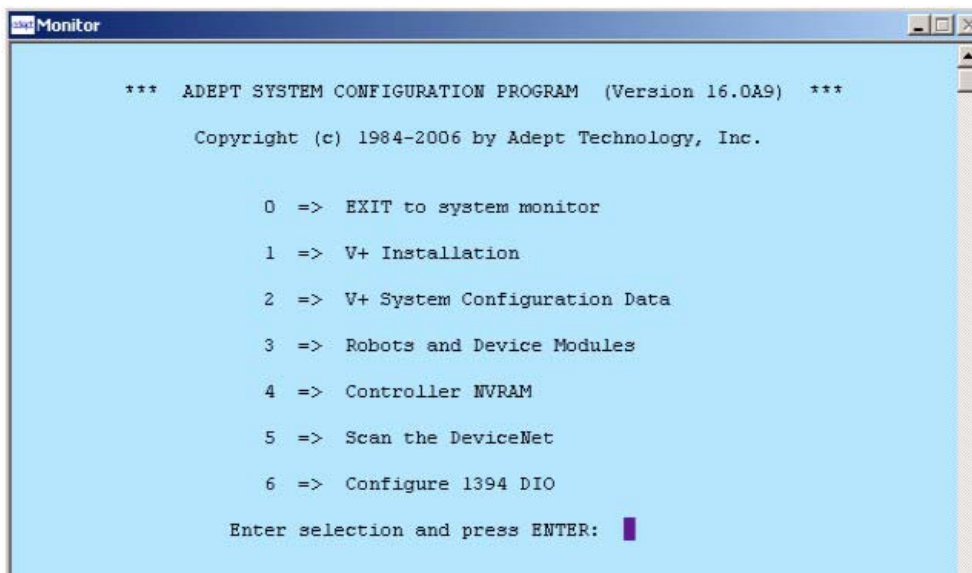 adept Monitor
*** ADEPT SYSTEM CONFIGURATION PROGRAM (Version 16.0A9) ***
Copyright (c) 1984-2006 by Adept Technology, Inc.
0 => EXIT to system monitor
1 => V+ Installation
2 => V+ System Configuration Data
3 => Robots and Device Modules
4 => Controller NVRAM
5 => Scan the DeviceNet
6 => Configure 1394 DIO
Enter selection and press ENTER: